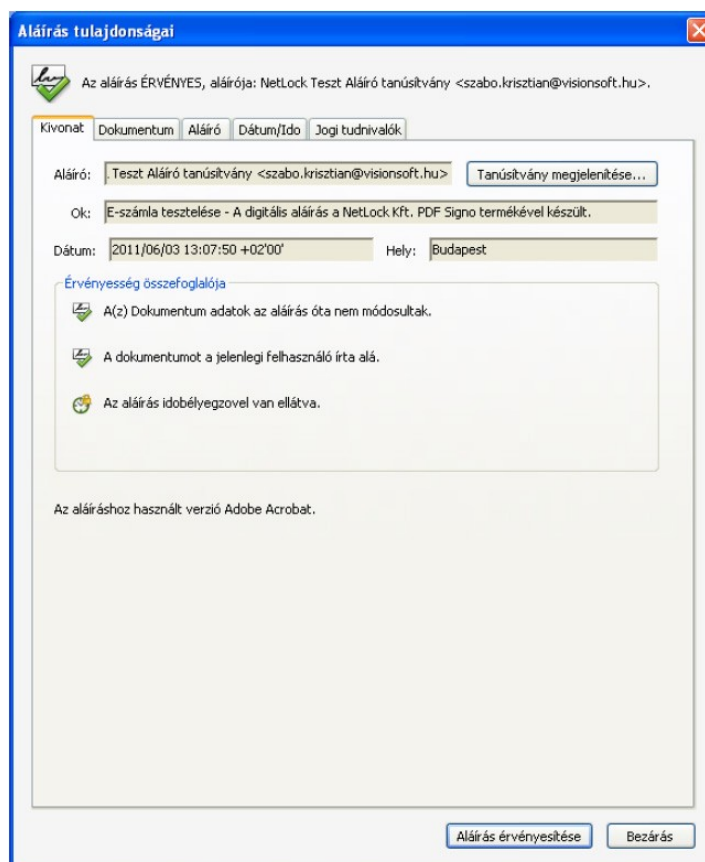 Aláírás tulajdonságai
Az aláírás ÉRVÉNYES, aláírója: NetLock Teszt Aláíró tanúsítvány <szabo.krisztian@visionsoft.hu>.
Kivonat Dokumentum Aláíró Dátum/Ido Jogi tudnivalók
Aláíró: . Teszt Aláíró tanúsítvány <szabo.krisztian@visionsoft.hu> Tanúsítvány megjelenítése...
Ok: E-számla tesztelése - A digitális aláírás a NetLock Kft. PDF Signo termékével készült.
Dátum: 2011/06/03 13:07:50 +02'00' Hely: Budapest
Érvényesség összefoglalója
A(z) Dokumentum adatok az aláírás óta nem módosultak.
A dokumentumot a jelenlegi felhasználó írta alá.
Az aláírás idobélyegzovel van ellátva.
Az aláíráshoz használt verzió Adobe Acrobat.
Aláírás érvényesítése Bezárás